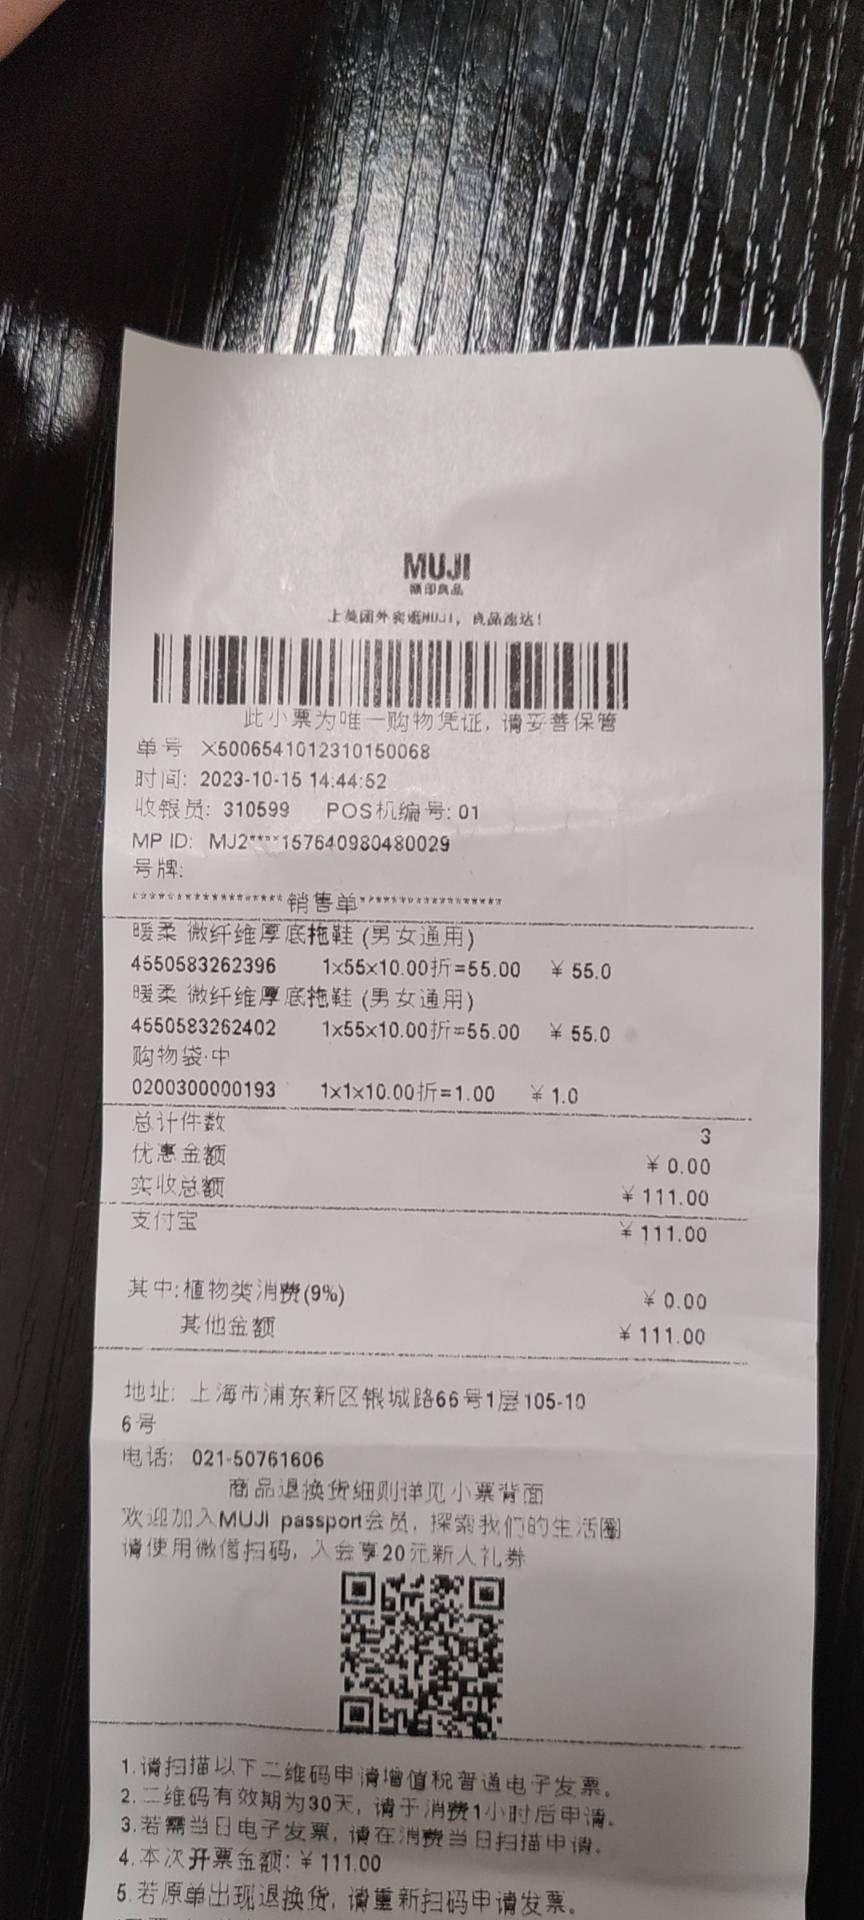 MUJI
無印良品
上美团外卖逛MUJI，良品速达！
此小票为唯一购物凭证，请妥善保管
单号 X5006541012310150068
时间: 2023-10-15 14:44:52
收银员: 310599 POS机编号: 01
MP ID: MJ2****157640980480029
号牌:
***********************销售单**********************
暖柔 微纤维厚底拖鞋 (男女通用)
4550583262396 1x55x10.00折=55.00 ¥ 55.0
暖柔 微纤维厚底拖鞋 (男女通用)
4550583262402 1x55x10.00折=55.00 ¥ 55.0
购物袋·中
0200300000193 1x1x10.00折=1.00 ¥ 1.0
总计件数 3
优惠金额 ¥ 0.00
实收总额 ¥ 111.00
支付宝 ¥ 111.00
其中:植物类消费(9%) ¥ 0.00
其他金额 ¥ 111.00
地址: 上海市浦东新区银城路66号1层105-10
6号
电话: 021-50761606
商品退换货细则详见小票背面
欢迎加入MUJI passport会员，探索我们的生活圈
请使用微信扫码，入会享20元新人礼券
1.请扫描以下二维码申请增值税普通电子发票。
2.二维码有效期为30天，请于消费1小时后申请。
3.若需当日电子发票，请在消费当日扫描申请。
4.本次开票金额:¥ 111.00
5.若原单出现退换货，请重新扫码申请发票。